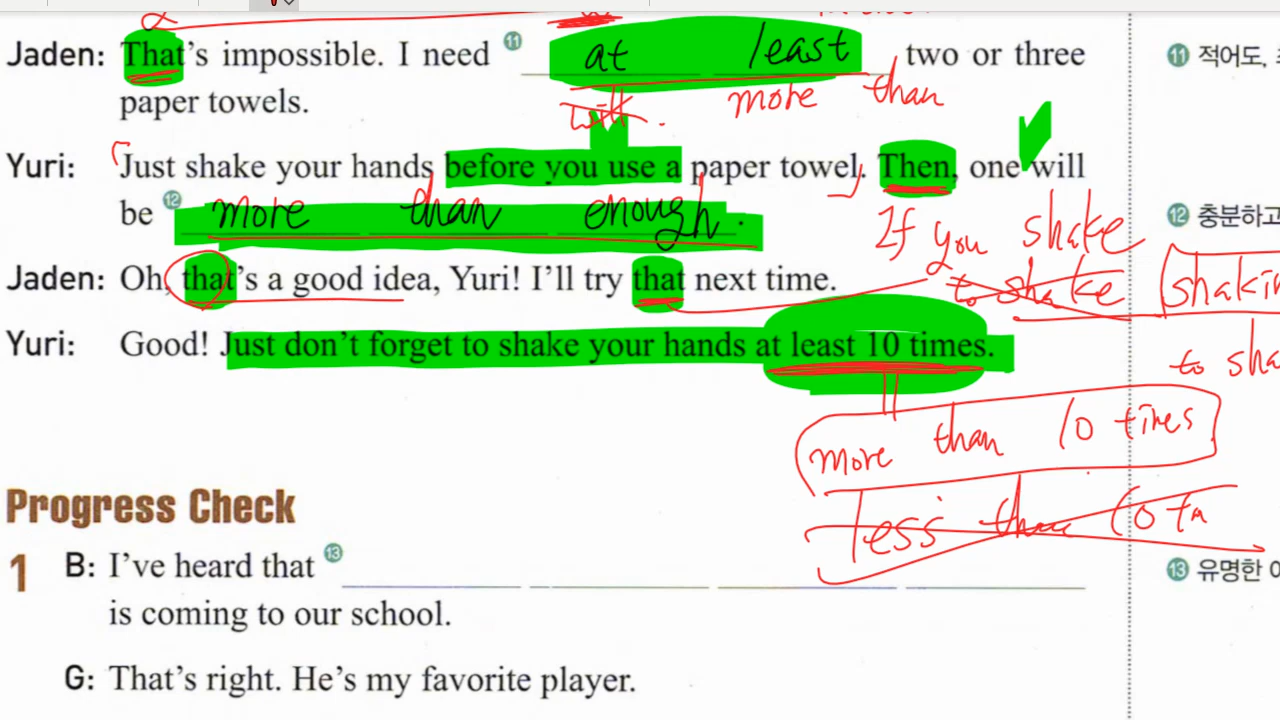 Jaden: That's impossible. I need ⑪ at least two or three ⑪ 적어도,
with. more than
paper towels.
Yuri: Just shake your hands before you use a paper towel. Then, one will
be ⑫ more than enough. ⑫ 충분하고
If you shake
Jaden: Oh, that's a good idea, Yuri! I'll try that next time.
to shake shakin
Yuri: Good! Just don't forget to shake your hands at least 10 times.
to sha
more than 10 times
less than 10
Progress Check
1 B: I've heard that ⑬ ⑬ 유명한
is coming to our school.
G: That's right. He's my favorite player.